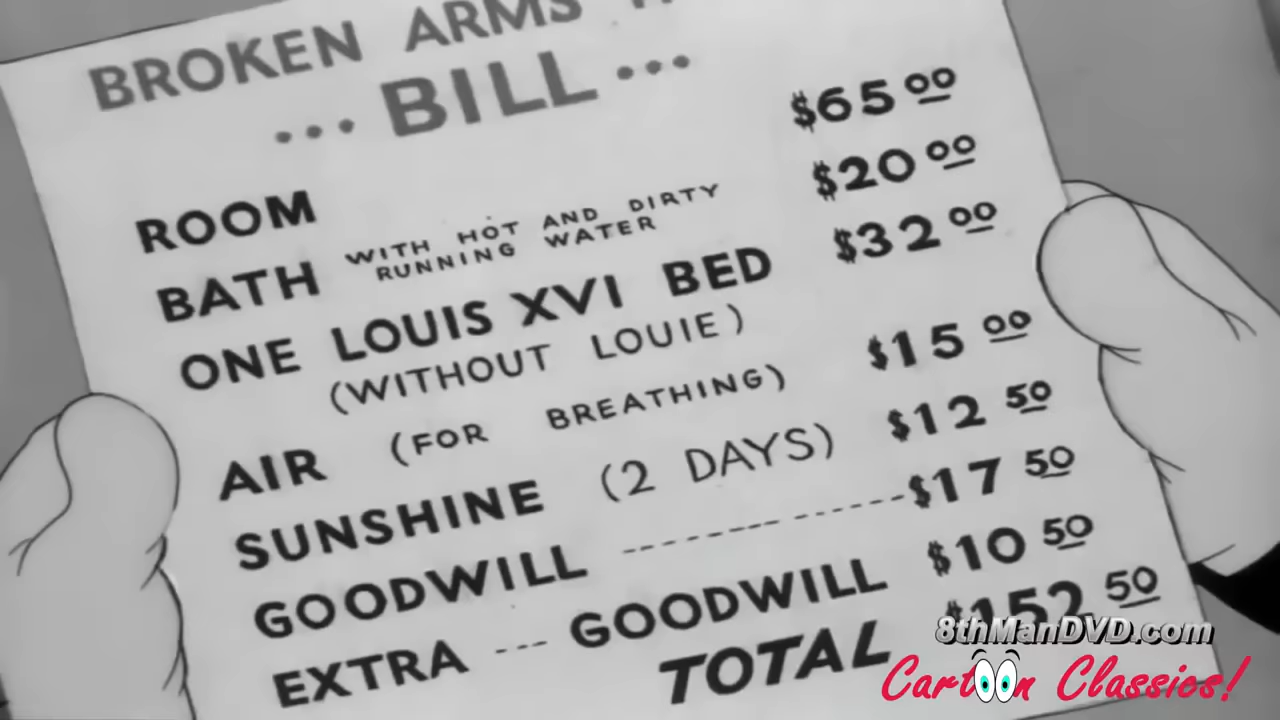 BROKEN ARMS
... BILL ...
ROOM $65 00
BATH WITH HOT AND DIRTY RUNNING WATER $20 00
ONE LOUIS XVI BED $32 00
(WITHOUT LOUIE)
AIR (FOR BREATHING) $15 00
SUNSHINE (2 DAYS) $12 50
GOODWILL ---------- $17 50
EXTRA --- GOODWILL $10 50
TOTAL $152 50
8thManDVD.com
Cartoon Classics!